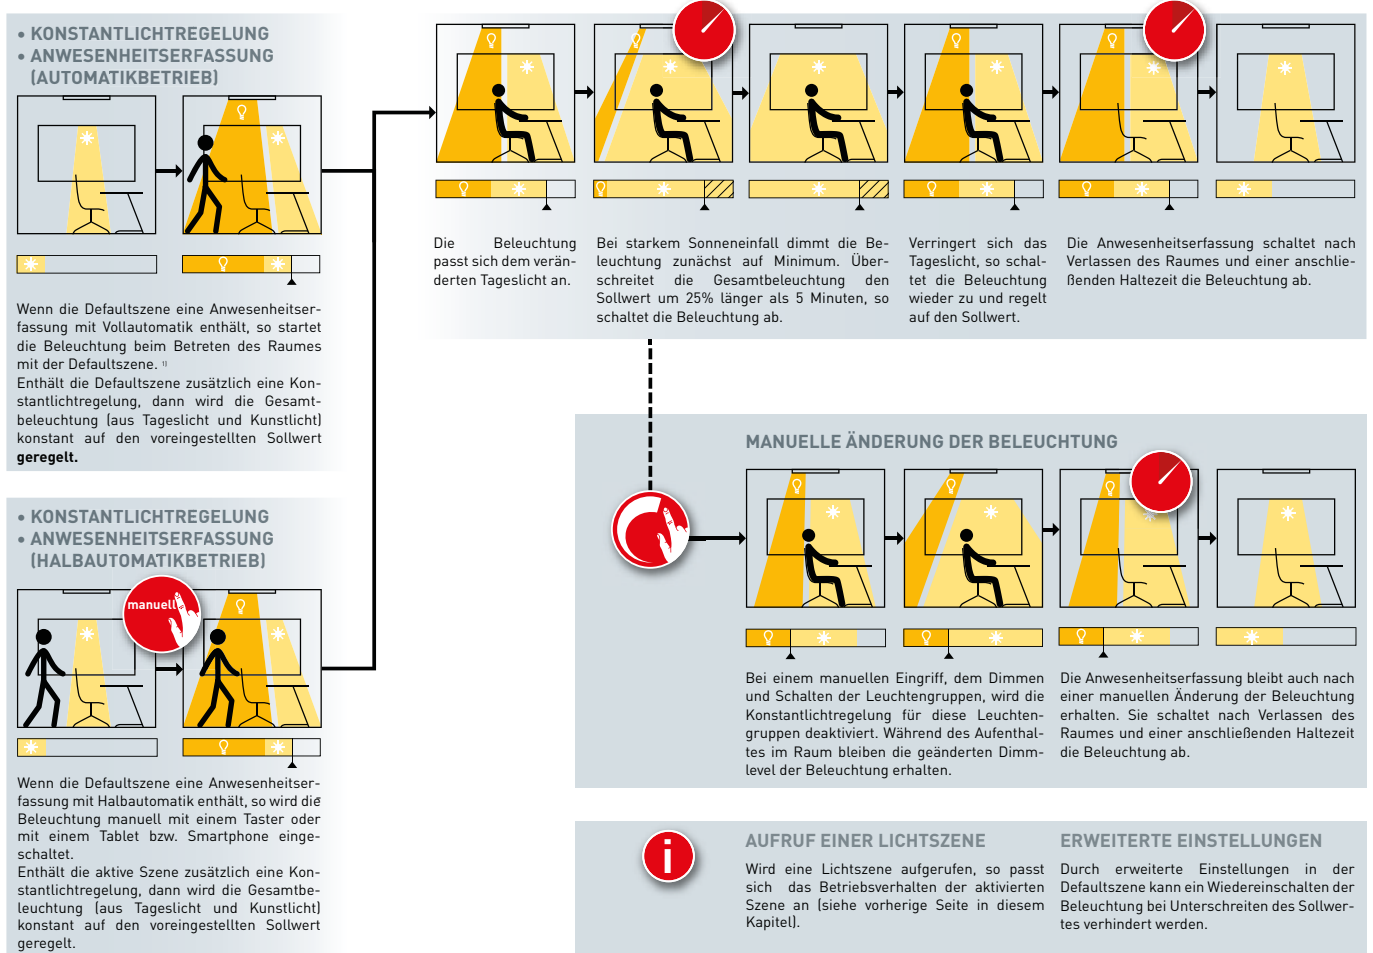 • KONSTANTLICHTREGELUNG
• ANWESENHEITSERFASSUNG
(AUTOMATIKBETRIEB)
Wenn die Defaultszene eine Anwesenheitser-
fassung mit Vollautomatik enthält, so startet
die Beleuchtung beim Betreten des Raumes
mit der Defaultszene. 1)
Enthält die Defaultszene zusätzlich eine Kon-
stantlichtregelung, dann wird die Gesamt-
beleuchtung (aus Tageslicht und Kunstlicht)
konstant auf den voreingestellten Sollwert
geregelt.
• KONSTANTLICHTREGELUNG
• ANWESENHEITSERFASSUNG
(HALBAUTOMATIKBETRIEB)
manuell
Wenn die Defaultszene eine Anwesenheitser-
fassung mit Halbautomatik enthält, so wird die
Beleuchtung manuell mit einem Taster oder
mit einem Tablet bzw. Smartphone einge-
schaltet.
Enthält die aktive Szene zusätzlich eine Kon-
stantlichtregelung, dann wird die Gesamtbe-
leuchtung (aus Tageslicht und Kunstlicht)
konstant auf den voreingestellten Sollwert
geregelt.
Die Beleuchtung
passt sich dem verän-
derten Tageslicht an.
Bei starkem Sonneneinfall dimmt die Be-
leuchtung zunächst auf Minimum. Über-
schreitet die Gesamtbeleuchtung den
Sollwert um 25% länger als 5 Minuten, so
schaltet die Beleuchtung ab.
Verringert sich das
Tageslicht, so schal-
tet die Beleuchtung
wieder zu und regelt
auf den Sollwert.
Die Anwesenheitserfassung schaltet nach
Verlassen des Raumes und einer anschlie-
ßenden Haltezeit die Beleuchtung ab.
MANUELLE ÄNDERUNG DER BELEUCHTUNG
Bei einem manuellen Eingriff, dem Dimmen
und Schalten der Leuchtengruppen, wird die
Konstantlichtregelung für diese Leuchten-
gruppen deaktiviert. Während des Aufenthal-
tes im Raum bleiben die geänderten Dimm-
level der Beleuchtung erhalten.
Die Anwesenheitserfassung bleibt auch nach
einer manuellen Änderung der Beleuchtung
erhalten. Sie schaltet nach Verlassen des
Raumes und einer anschließenden Haltezeit
die Beleuchtung ab.
i
AUFRUF EINER LICHTSZENE
Wird eine Lichtszene aufgerufen, so passt
sich das Betriebsverhalten der aktivierten
Szene an (siehe vorherige Seite in diesem
Kapitel).
ERWEITERTE EINSTELLUNGEN
Durch erweiterte Einstellungen in der
Defaultszene kann ein Wiedereinschalten der
Beleuchtung bei Unterschreiten des Sollwer-
tes verhindert werden.